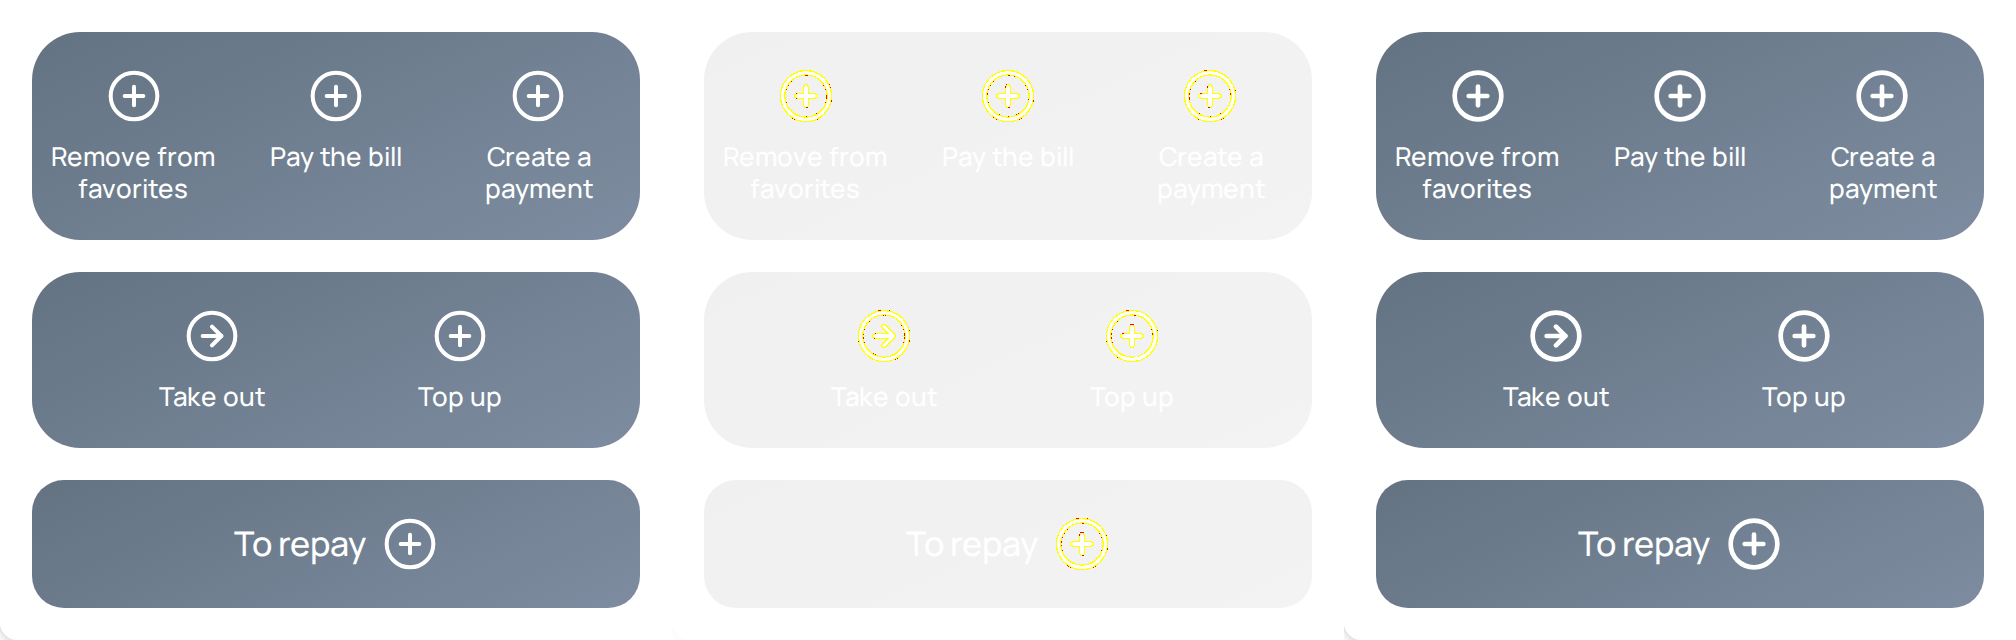 Remove from
favorites
Pay the bill
Create a
payment
Take out
Top up
To repay
Remove from
favorites
Pay the bill
Create a
payment
Take out
Top up
To repay
Remove from
favorites
Pay the bill
Create a
payment
Take out
Top up
To repay